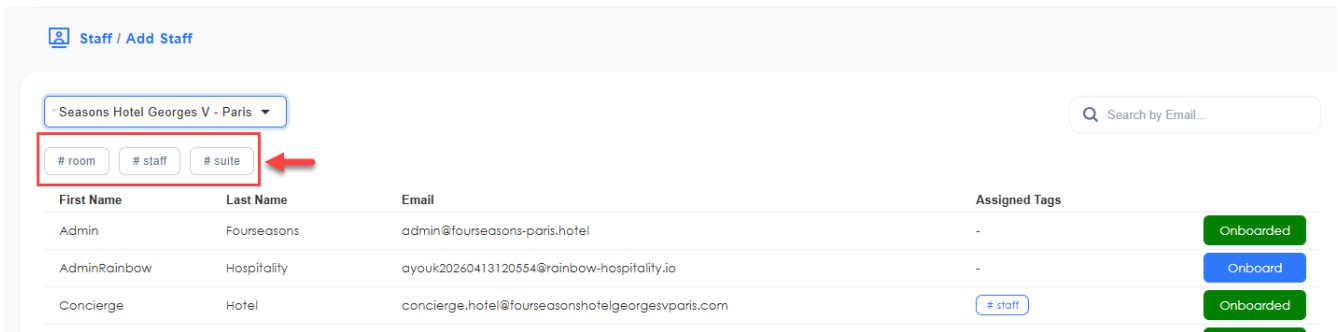 Staff / Add Staff
Seasons Hotel Georges V - Paris
Search by Email...
# room # staff # suite
First Name Last Name Email Assigned Tags
Admin Fourseasons admin@fourseasons-paris.hotel - Onboarded
AdminRainbow Hospitality ayouk20260413120554@rainbow-hospitality.io - Onboard
Concierge Hotel concierge.hotel@fourseasonshotelgeorgesvparis.com # staff Onboarded